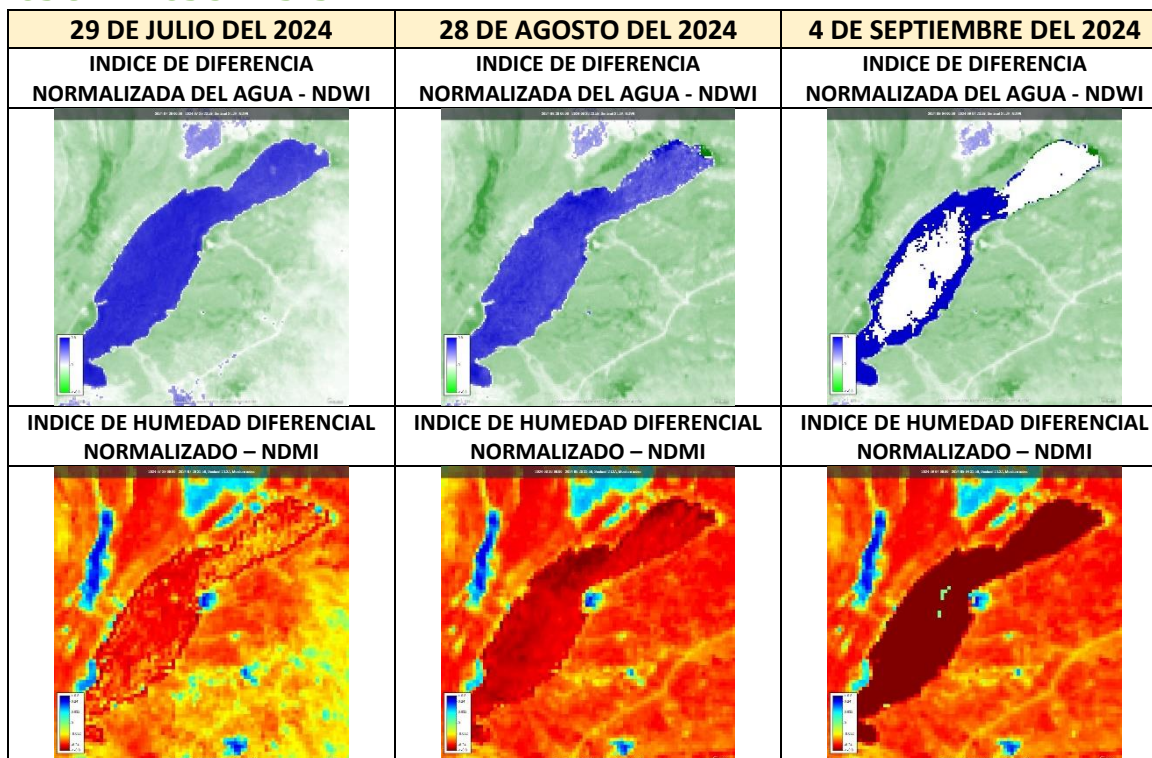 29 DE JULIO DEL 2024
28 DE AGOSTO DEL 2024
4 DE SEPTIEMBRE DEL 2024
INDICE DE DIFERENCIA
NORMALIZADA DEL AGUA - NDWI
INDICE DE DIFERENCIA
NORMALIZADA DEL AGUA - NDWI
INDICE DE DIFERENCIA
NORMALIZADA DEL AGUA - NDWI
INDICE DE HUMEDAD DIFERENCIAL
NORMALIZADO – NDMI
INDICE DE HUMEDAD DIFERENCIAL
NORMALIZADO – NDMI
INDICE DE HUMEDAD DIFERENCIAL
NORMALIZADO – NDMI